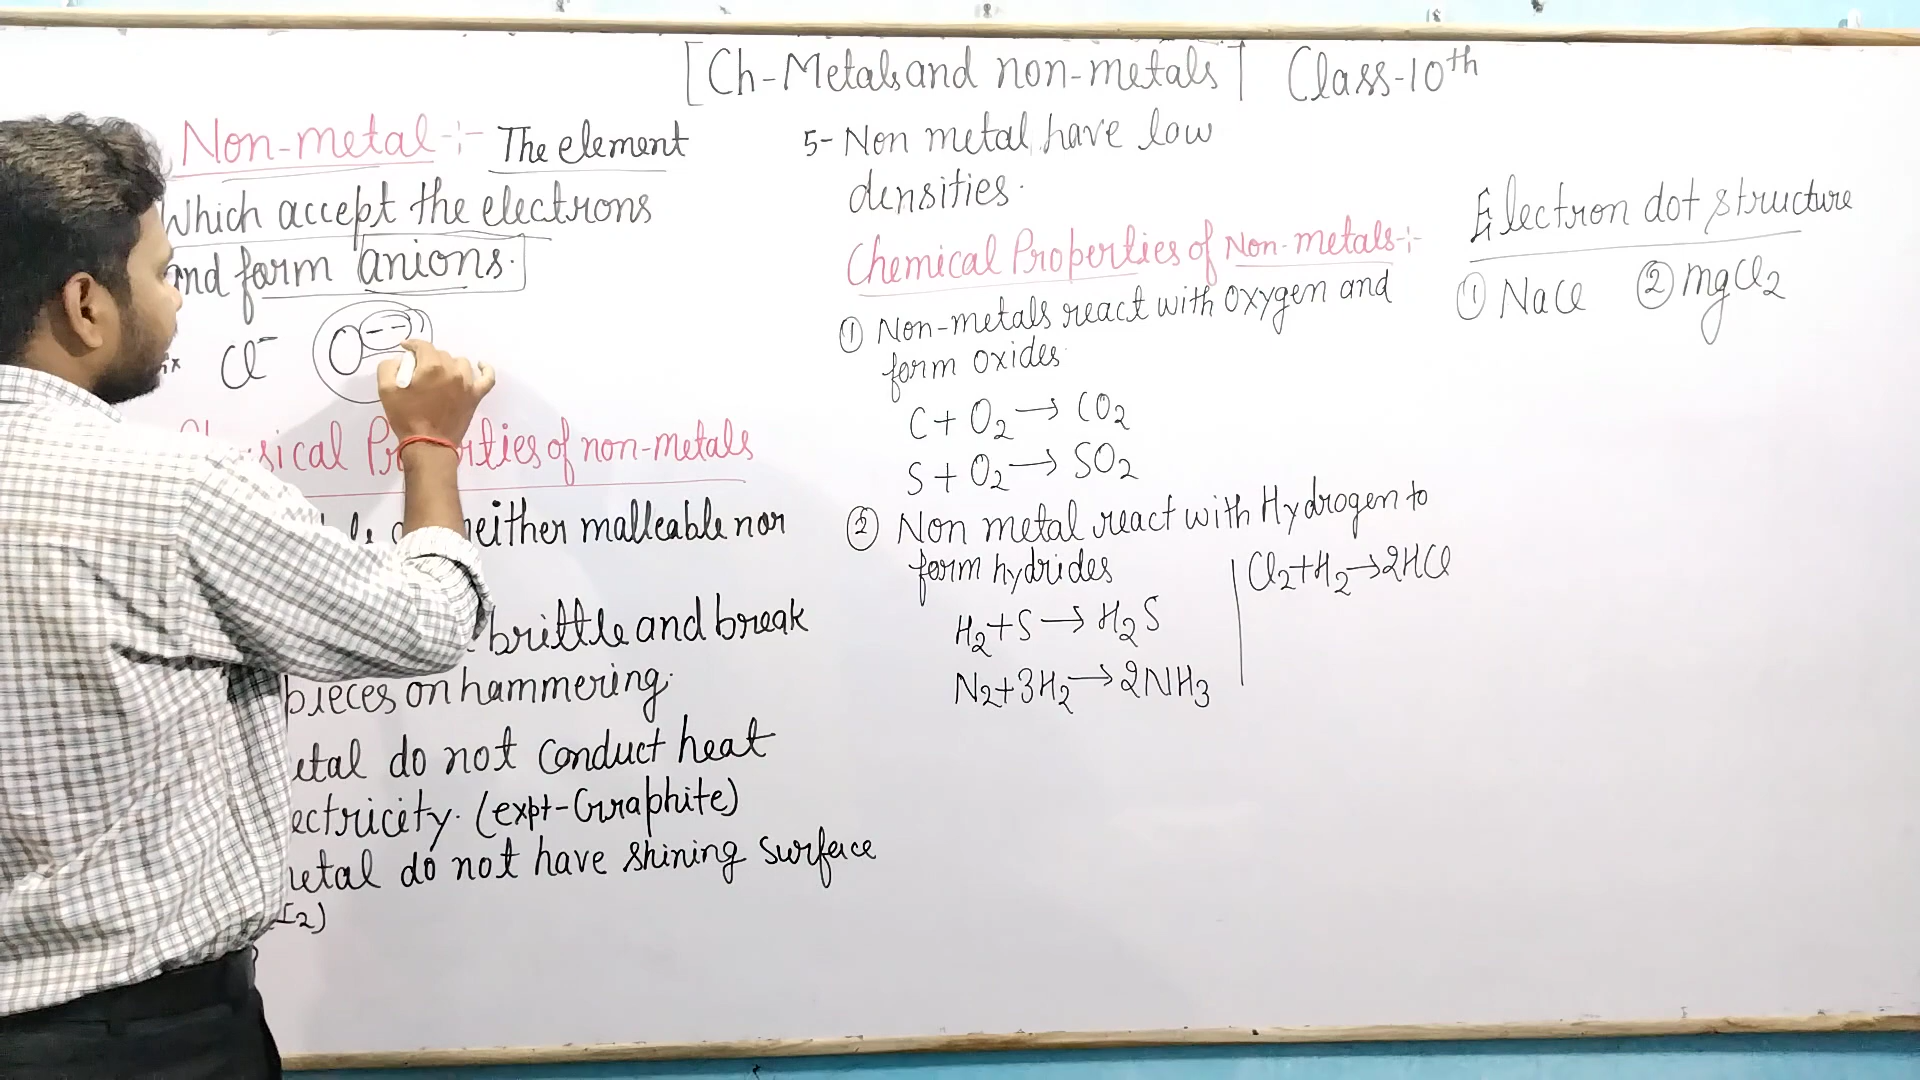 [Ch-Metals and non-metals] Class-10th
Non-metal -:- The element
Which accept the electrons
and form anions.
Cl⁻ O⁻⁻
Physical Properties of non-metals
neither malleable nor
brittle and break
pieces on hammering.
etal do not conduct heat
ectricity. (expt-Graphite)
etal do not have shining surface
I₂)
5- Non metal have low
densities.
Chemical Properties of Non-metals-:-
① Non-metals react with oxygen and
form oxides
C + O₂ → CO₂
S + O₂ → SO₂
② Non metal react with Hydrogen to
form hydrides
H₂+S → H₂S
N₂+3H₂ → 2NH₃
Cl₂+H₂→2HCl
Electron dot structure
① NaCl ② mgCl₂